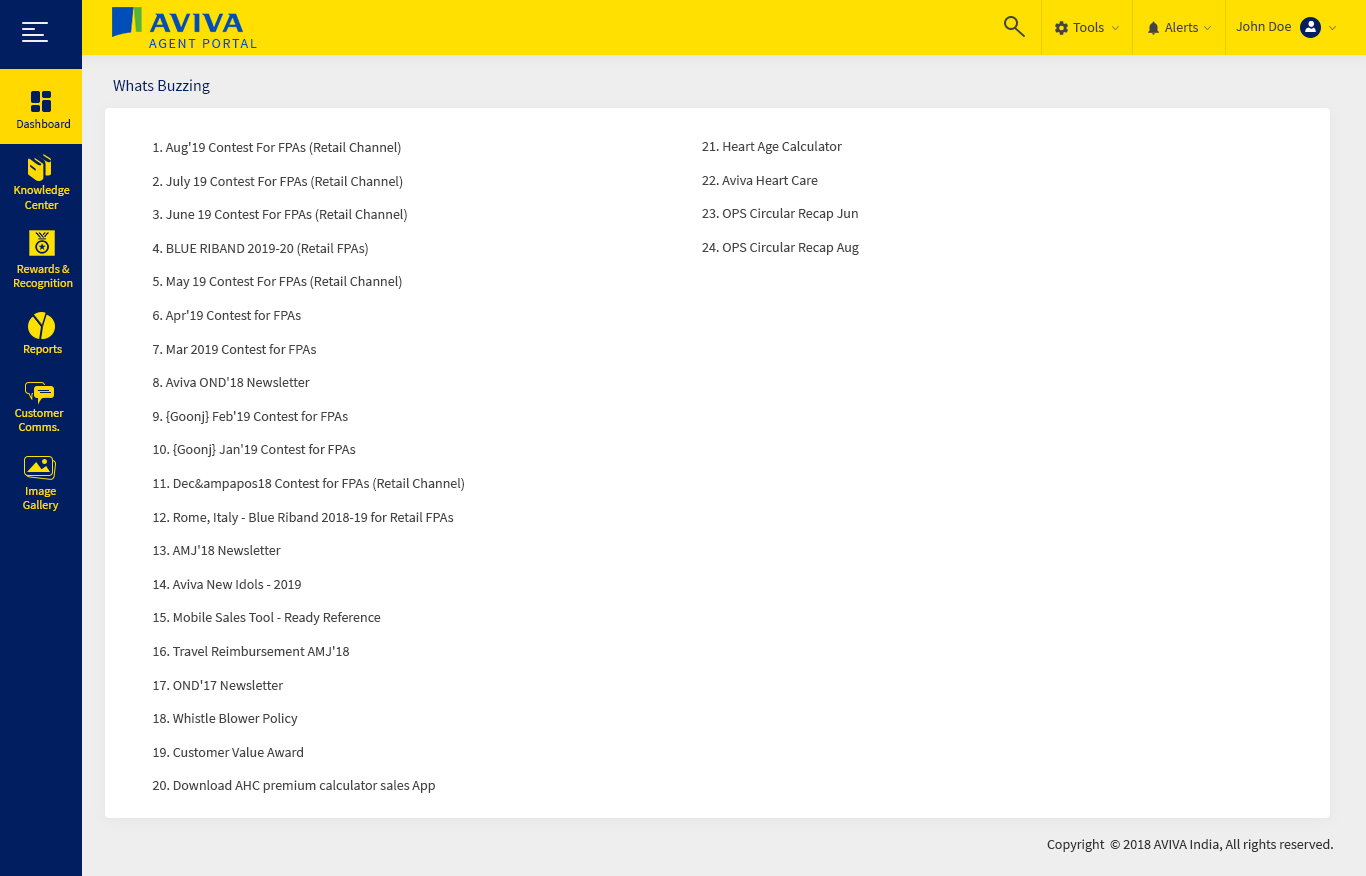 AVIVA
AGENT PORTAL
Tools
Alerts
John Doe
Dashboard
Knowledge
Center
Rewards &
Recognition
Reports
Customer
Comms.
Image
Gallery
Whats Buzzing
1. Aug'19 Contest For FPAs (Retail Channel)
2. July 19 Contest For FPAs (Retail Channel)
3. June 19 Contest For FPAs (Retail Channel)
4. BLUE RIBAND 2019-20 (Retail FPAs)
5. May 19 Contest For FPAs (Retail Channel)
6. Apr'19 Contest for FPAs
7. Mar 2019 Contest for FPAs
8. Aviva OND'18 Newsletter
9. {Goonj} Feb'19 Contest for FPAs
10. {Goonj} Jan'19 Contest for FPAs
11. Dec&ampapos18 Contest for FPAs (Retail Channel)
12. Rome, Italy - Blue Riband 2018-19 for Retail FPAs
13. AMJ'18 Newsletter
14. Aviva New Idols - 2019
15. Mobile Sales Tool - Ready Reference
16. Travel Reimbursement AMJ'18
17. OND'17 Newsletter
18. Whistle Blower Policy
19. Customer Value Award
20. Download AHC premium calculator sales App
21. Heart Age Calculator
22. Aviva Heart Care
23. OPS Circular Recap Jun
24. OPS Circular Recap Aug
Copyright © 2018 AVIVA India, All rights reserved.